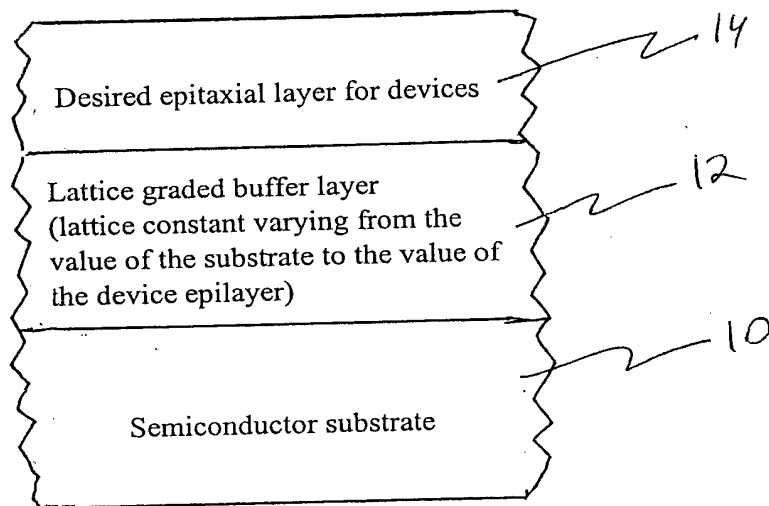 14
Desired epitaxial layer for devices
12
Lattice graded buffer layer
(lattice constant varying from the
value of the substrate to the value of
the device epilayer)
10
Semiconductor substrate